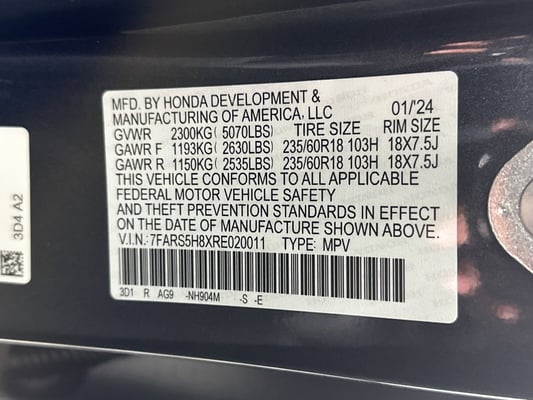 MFD. BY HONDA DEVELOPMENT &
MANUFACTURING OF AMERICA, LLC 01/'24
GVWR 2300KG (5070LBS) TIRE SIZE RIM SIZE
GAWR F 1193KG (2630LBS) 235/60R18 103H 18X7.5J
GAWR R 1150KG (2535LBS) 235/60R18 103H 18X7.5J
THIS VEHICLE CONFORMS TO ALL APPLICABLE
FEDERAL MOTOR VEHICLE SAFETY
AND THEFT PREVENTION STANDARDS IN EFFECT
ON THE DATE OF MANUFACTURE SHOWN ABOVE.
V.I.N.: 7FARS5H8XRE020011 TYPE: MPV
3D1 R AG9 -NH904M -S -E
3D4 A2